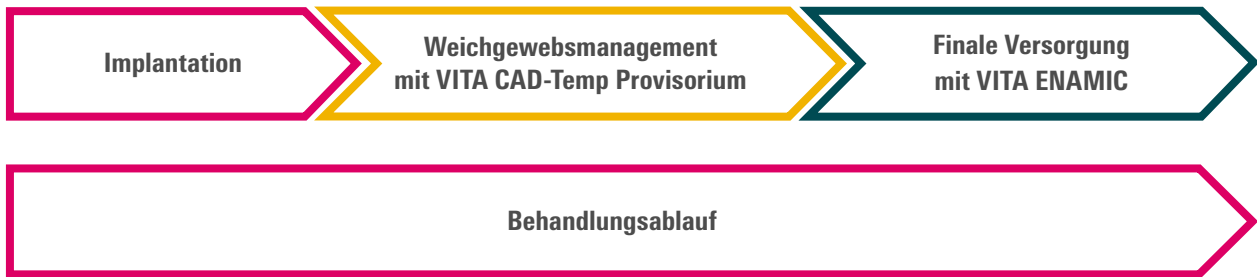 Implantation
Weichgewebsmanagement
mit VITA CAD-Temp Provisorium
Finale Versorgung
mit VITA ENAMIC
Behandlungsablauf